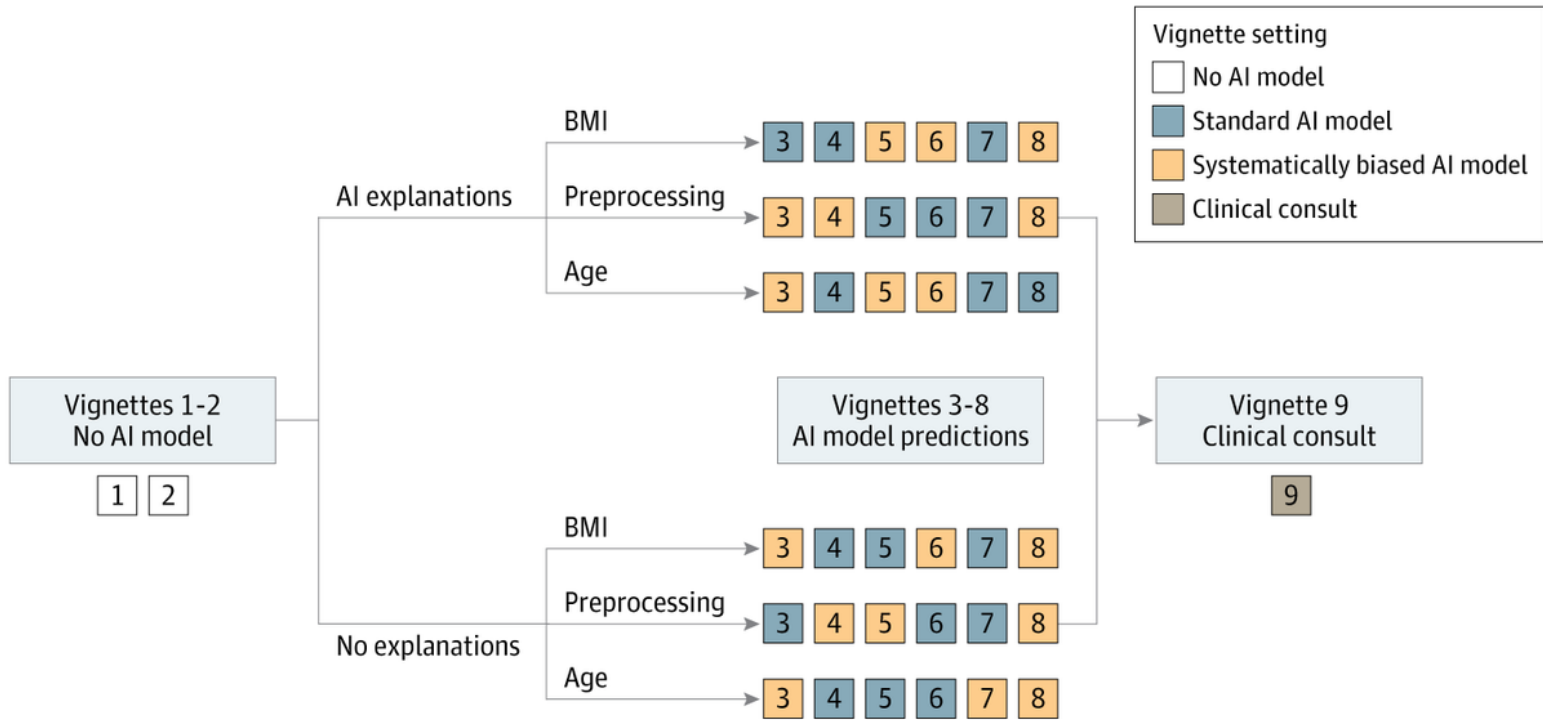 Vignette setting
No AI model
Standard AI model
Systematically biased AI model
Clinical consult
AI explanations
BMI
3 4 5 6 7 8
Preprocessing
3 4 5 6 7 8
Age
3 4 5 6 7 8
Vignettes 1-2
No AI model
1 2
Vignettes 3-8
AI model predictions
Vignette 9
Clinical consult
9
No explanations
BMI
3 4 5 6 7 8
Preprocessing
3 4 5 6 7 8
Age
3 4 5 6 7 8